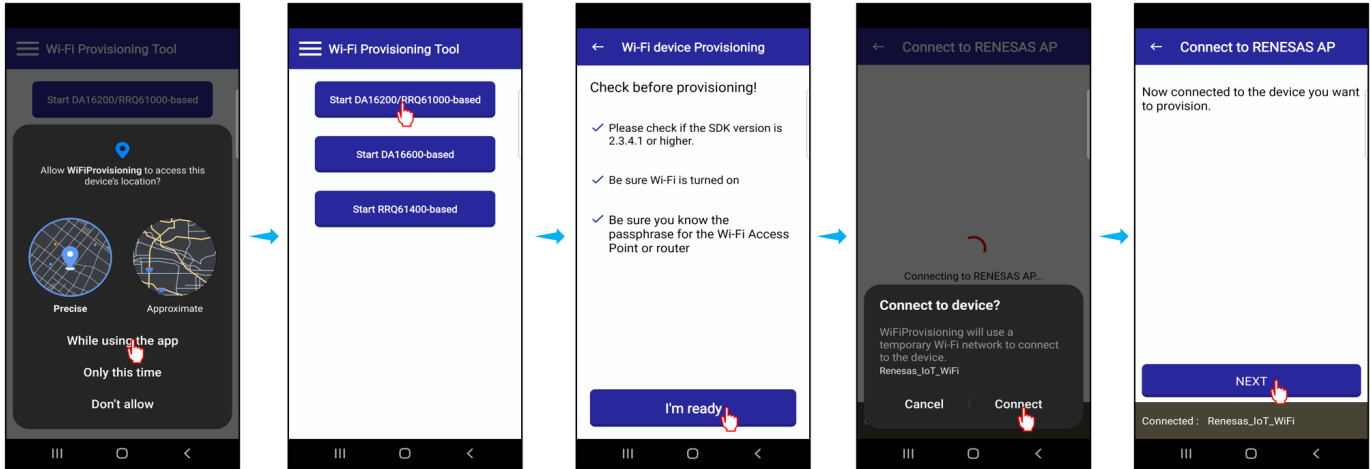 Wi-Fi Provisioning Tool
Start DA16200/RRQ61000-based
Allow WiFiProvisioning to access this
device's location?
Precise
Approximate
While using the app
Only this time
Don't allow
Wi-Fi Provisioning Tool
Start DA16200/RRQ61000-based
Start DA16600-based
Start RRQ61400-based
Wi-Fi device Provisioning
Check before provisioning!
Please check if the SDK version is
2.3.4.1 or higher.
Be sure Wi-Fi is turned on
Be sure you know the
passphrase for the Wi-Fi Access
Point or router
I'm ready
Connect to RENESAS AP
Connecting to RENESAS AP...
Connect to device?
WiFiProvisioning will use a
temporary Wi-Fi network to connect
to the device.
Renesas_IoT_WiFi
Cancel
Connect
Connect to RENESAS AP
Now connected to the device you want
to provision.
NEXT
Connected : Renesas_IoT_WiFi